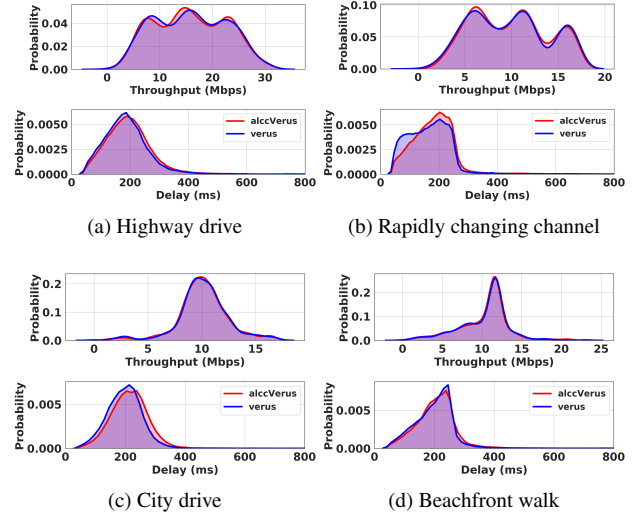 0.04
0.02
0.00
Probability
0 10 20 30
Throughput (Mbps)
0.0050
0.0025
0.0000
Probability
alccVerus
verus
0 200 400 600 800
Delay (ms)
(a) Highway drive
0.10
0.05
0.00
Probability
0 5 10 15 20
Throughput (Mbps)
0.0050
0.0025
0.0000
Probability
alccVerus
verus
0 200 400 600 800
Delay (ms)
(b) Rapidly changing channel
0.2
0.1
0.0
Probability
0 5 10 15
Throughput (Mbps)
0.005
0.000
Probability
alccVerus
verus
0 200 400 600 800
Delay (ms)
(c) City drive
0.2
0.1
0.0
Probability
0 5 10 15 20 25
Throughput (Mbps)
0.005
0.000
Probability
alccVerus
verus
0 200 400 600 800
Delay (ms)
(d) Beachfront walk